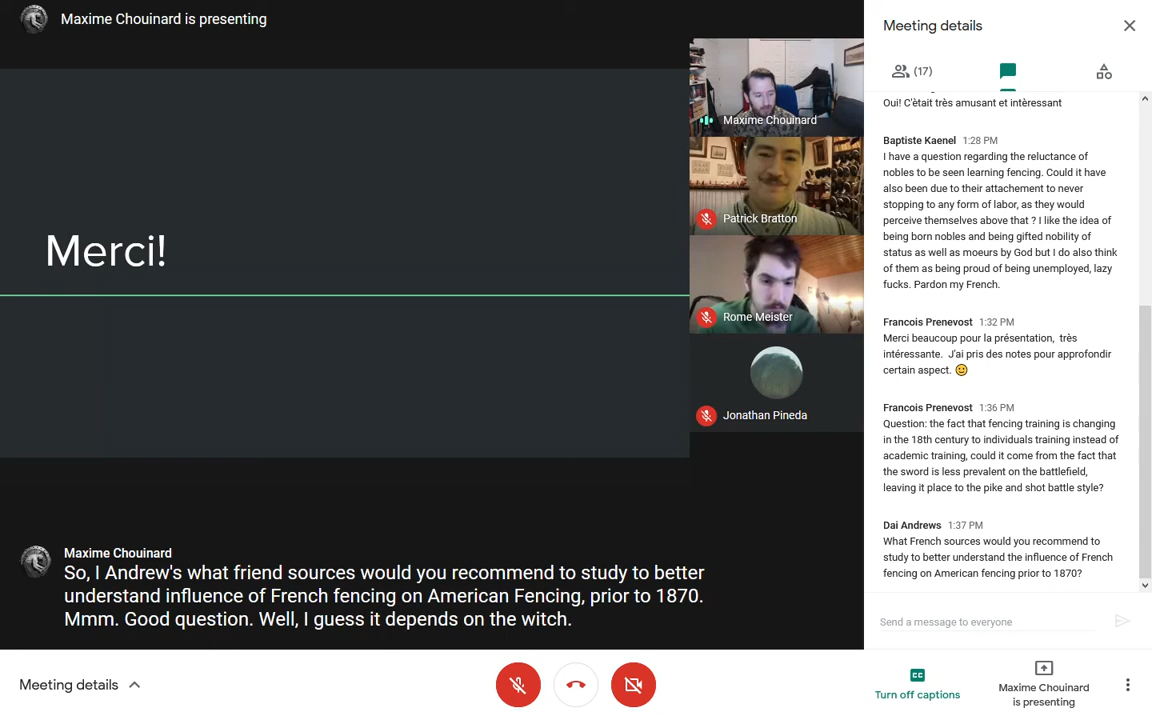 Maxime Chouinard is presenting
Merci!
Maxime Chouinard
Patrick Bratton
Rome Meister
Jonathan Pineda
Maxime Chouinard
So, I Andrew's what friend sources would you recommend to study to better
understand influence of French fencing on American Fencing, prior to 1870.
Mmm. Good question. Well, I guess it depends on the witch.
Meeting details
Meeting details
(17)
Oui! C'ètait très amusant et intèressant
Baptiste Kaenel 1:28 PM
I have a question regarding the reluctance of
nobles to be seen learning fencing. Could it have
also been due to their attachement to never
stopping to any form of labor, as they would
perceive themselves above that ? I like the idea of
being born nobles and being gifted nobility of
status as well as moeurs by God but I do also think
of them as being proud of being unemployed, lazy
fucks. Pardon my French.
Francois Prenevost 1:32 PM
Merci beaucoup pour la présentation, très
intéressante. J'ai pris des notes pour approfondir
certain aspect. 🙂
Francois Prenevost 1:36 PM
Question: the fact that fencing training is changing
in the 18th century to individuals training instead of
academic training, could it come from the fact that
the sword is less prevalent on the battlefield,
leaving it place to the pike and shot battle style?
Dai Andrews 1:37 PM
What French sources would you recommend to
study to better understand the influence of French
fencing on American fencing prior to 1870?
Send a message to everyone
CC
Turn off captions
Maxime Chouinard
is presenting